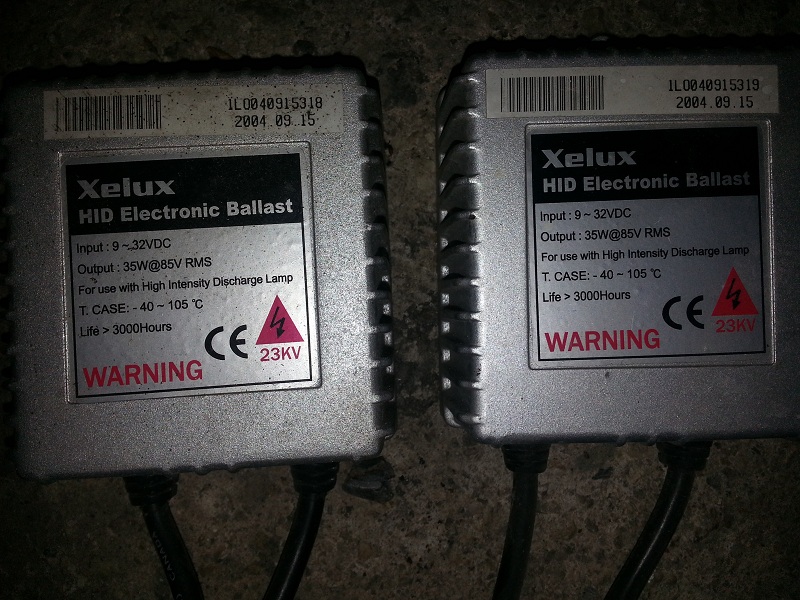 1LO040915318
2004.09.15
Xelux
HID Electronic Ballast
Input : 9 ~ 32VDC
Output : 35W@85V RMS
For use with High Intensity Discharge Lamp
T. CASE: - 40 ~ 105 ℃
Life > 3000Hours
CE
23KV
WARNING
1LO040915319
2004.09.15
Xelux
HID Electronic Ballast
Input : 9 ~ 32VDC
Output : 35W@85V RMS
For use with High Intensity Discharge Lamp
T. CASE: - 40 ~ 105 ℃
Life > 3000Hours
CE
23KV
WARNING